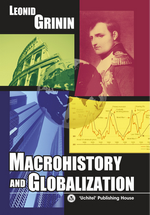 LEONID
GRININ
MACROHISTORY
AND GLOBALIZATION
'Uchitel' Publishing House